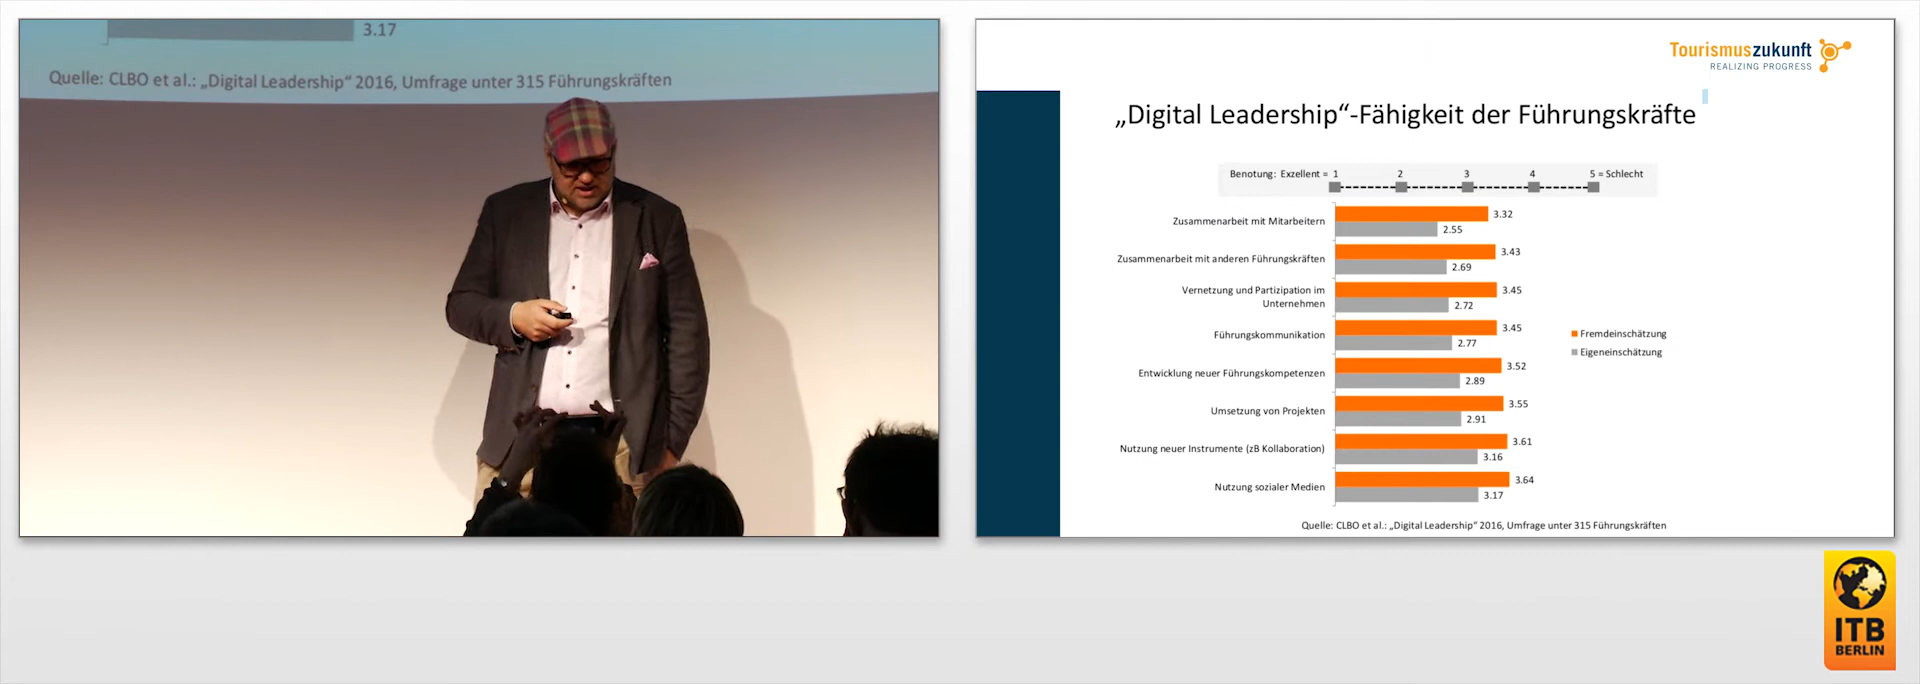 3.17
Quelle: CLBO et al.: „Digital Leadership“ 2016, Umfrage unter 315 Führungskräften
Tourismuszukunft
REALIZING PROGRESS
„Digital Leadership“-Fähigkeit der Führungskräfte
Benotung: Exzellent = 1 2 3 4 5 = Schlecht
Zusammenarbeit mit Mitarbeitern
3.32
2.55
Zusammenarbeit mit anderen Führungskräften
3.43
2.69
Vernetzung und Partizipation im
Unternehmen
3.45
2.72
Führungskommunikation
3.45
2.77
Entwicklung neuer Führungskompetenzen
3.52
2.89
Umsetzung von Projekten
3.55
2.91
Nutzung neuer Instrumente (zB Kollaboration)
3.61
3.16
Nutzung sozialer Medien
3.64
3.17
Fremdeinschätzung
Eigeneinschätzung
Quelle: CLBO et al.: „Digital Leadership“ 2016, Umfrage unter 315 Führungskräften
ITB
BERLIN